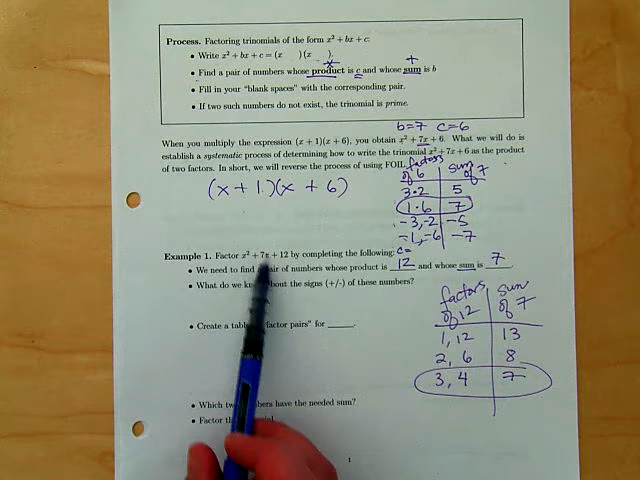 Process. Factoring trinomials of the form x² + bx + c:
• Write x² + bx + c = (x    )(x    ).
× +
• Find a pair of numbers whose product is c and whose sum is b
• Fill in your "blank spaces" with the corresponding pair.
• If two such numbers do not exist, the trinomial is prime.
b=7 c=6
When you multiply the expression (x + 1)(x + 6), you obtain x² + 7x + 6. What we will do is
establish a systematic process of determining how to write the trinomial x² + 7x + 6 as the product
of two factors. In short, we will reverse the process of using FOIL.
(x + 1)(x + 6)
factors of 6 sum of 7
3·2 5
1·6 7
-3,-2 -5
-1,-6 -7
Example 1. Factor x² + 7x + 12 by completing the following:
c=
• We need to find pair of numbers whose product is 12 and whose sum is 7
• What do we about the signs (+/-) of these numbers?
factors of 12 sum of 7
1, 12 13
2, 6 8
3, 4 7
• Create a table "factor pairs" for _____.
• Which have the needed sum?
• Factor
1